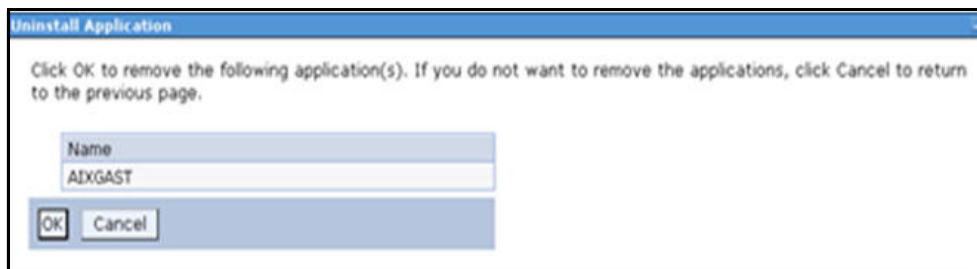 Uninstall Application
Click OK to remove the following application(s). If you do not want to remove the applications, click Cancel to return
to the previous page.
Name
AIXGAST
OK Cancel